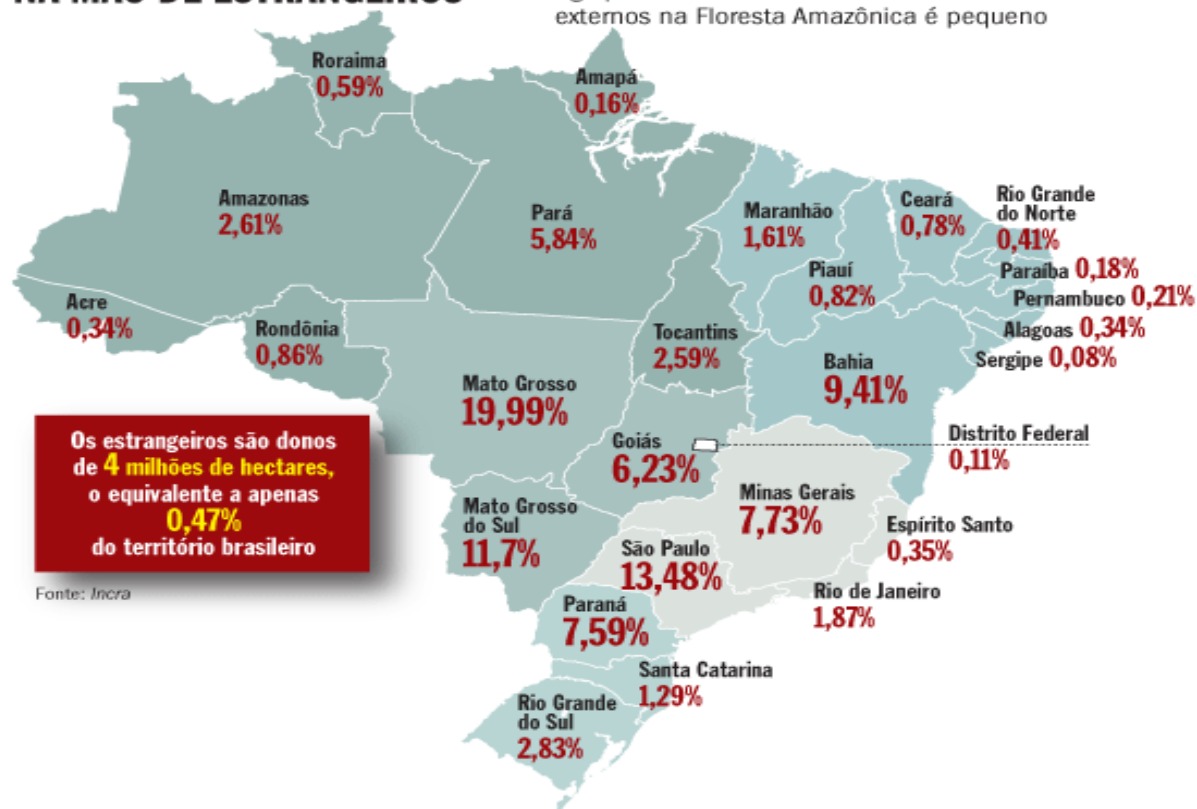 NA MÃO DE ESTRANGEIROS
externos na Floresta Amazônica é pequeno
Roraima
0,59%
Amapá
0,16%
Amazonas
2,61%
Pará
5,84%
Maranhão
1,61%
Ceará
0,78%
Rio Grande
do Norte
0,41%
Piauí
0,82%
Paraíba 0,18%
Pernambuco 0,21%
Alagoas 0,34%
Sergipe 0,08%
Acre
0,34%
Rondônia
0,86%
Tocantins
2,59%
Bahia
9,41%
Mato Grosso
19,99%
Goiás
6,23%
Distrito Federal
0,11%
Os estrangeiros são donos
de 4 milhões de hectares,
o equivalente a apenas
0,47%
do território brasileiro
Fonte: Incra
Mato Grosso
do Sul
11,7%
Minas Gerais
7,73%
Espírito Santo
0,35%
São Paulo
13,48%
Rio de Janeiro
1,87%
Paraná
7,59%
Santa Catarina
1,29%
Rio Grande
do Sul
2,83%